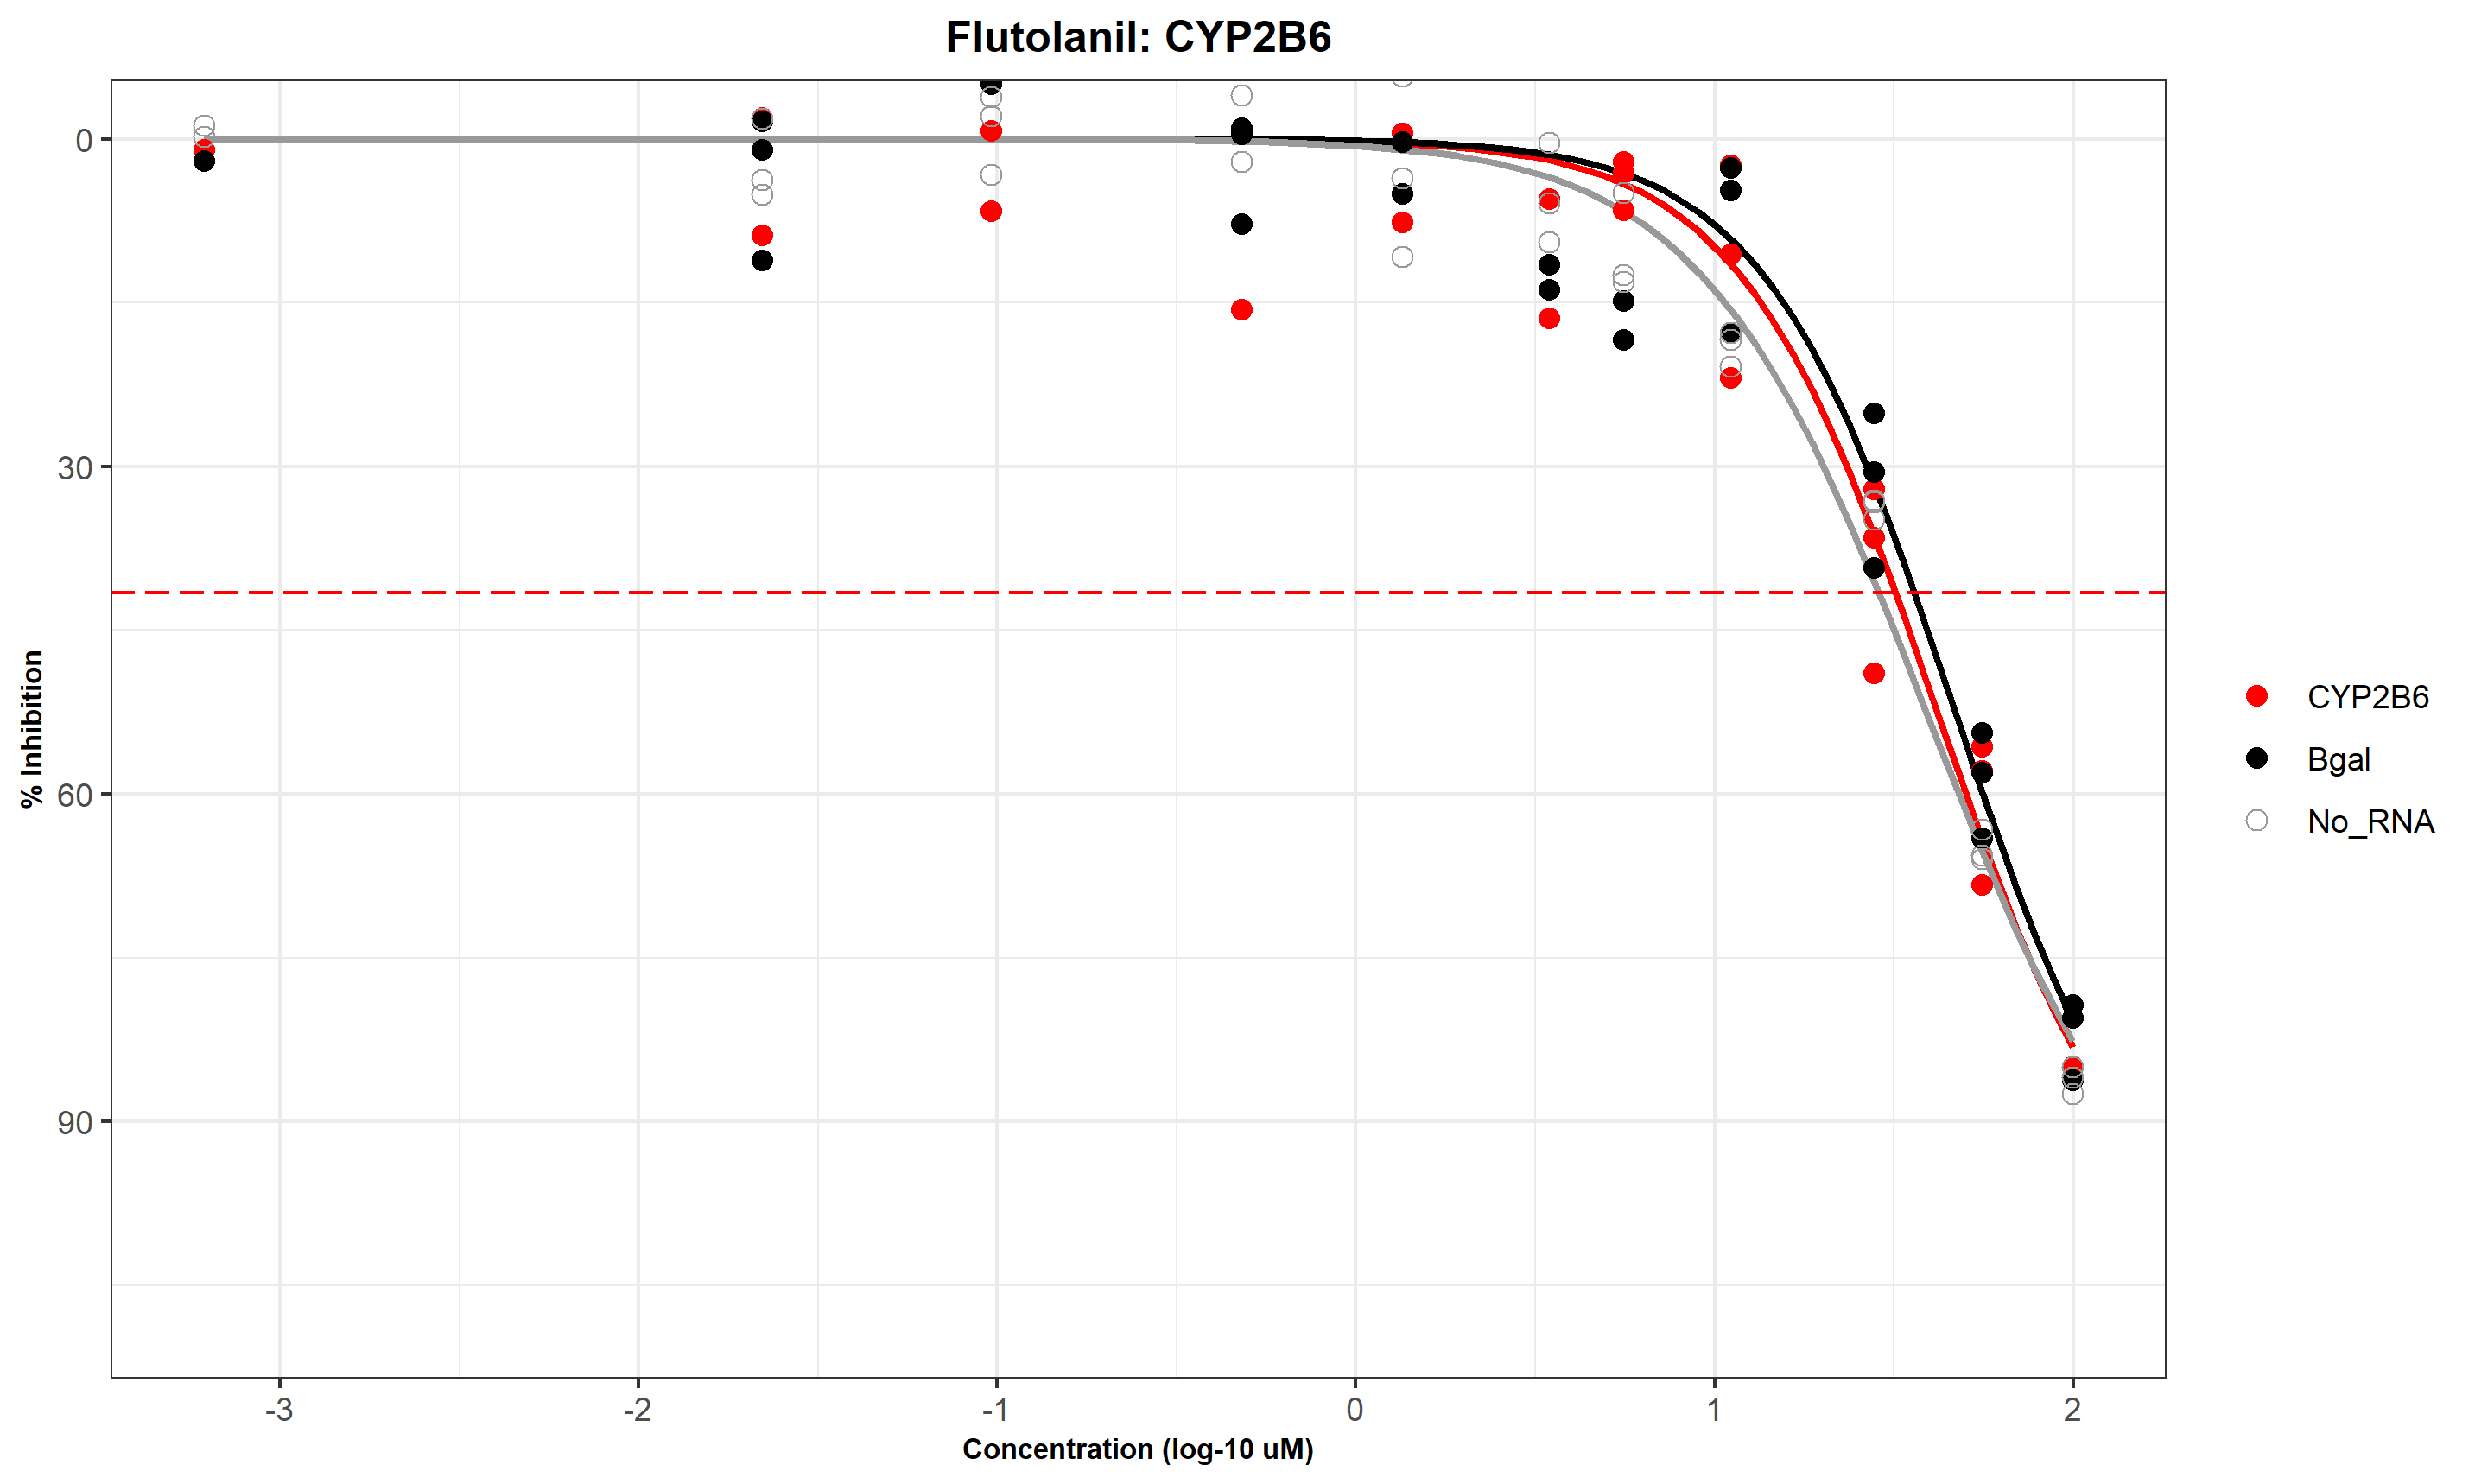 Flutolanil: CYP2B6
% Inhibition
0
30
60
90
-3
-2
-1
0
1
2
Concentration (log-10 uM)
CYP2B6
Bgal
No_RNA